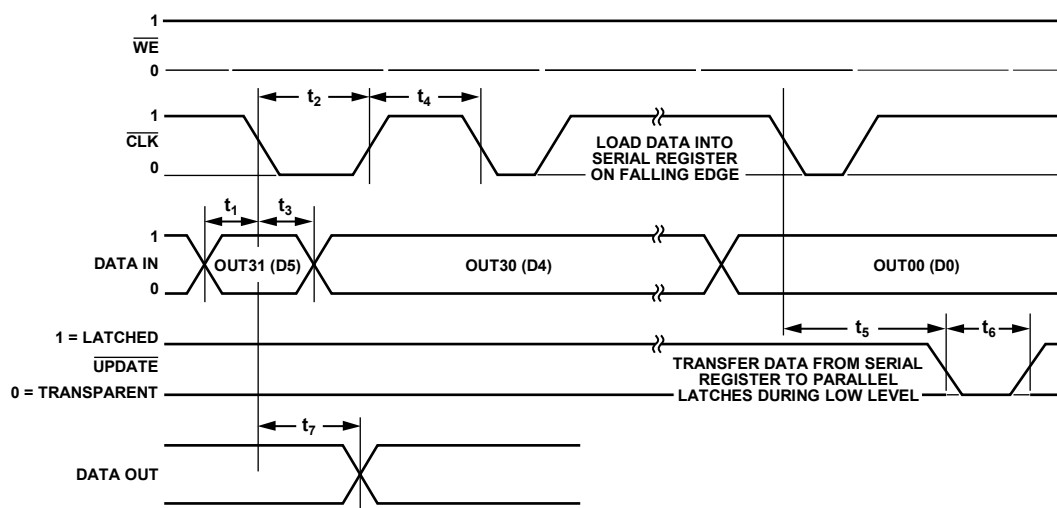 1
WE
0
t2
t4
1
CLK
0
LOAD DATA INTO
SERIAL REGISTER
ON FALLING EDGE
t1
t3
1
DATA IN
0
OUT31 (D5)
OUT30 (D4)
OUT00 (D0)
t5
t6
1 = LATCHED
UPDATE
0 = TRANSPARENT
TRANSFER DATA FROM SERIAL
REGISTER TO PARALLEL
LATCHES DURING LOW LEVEL
t7
DATA OUT